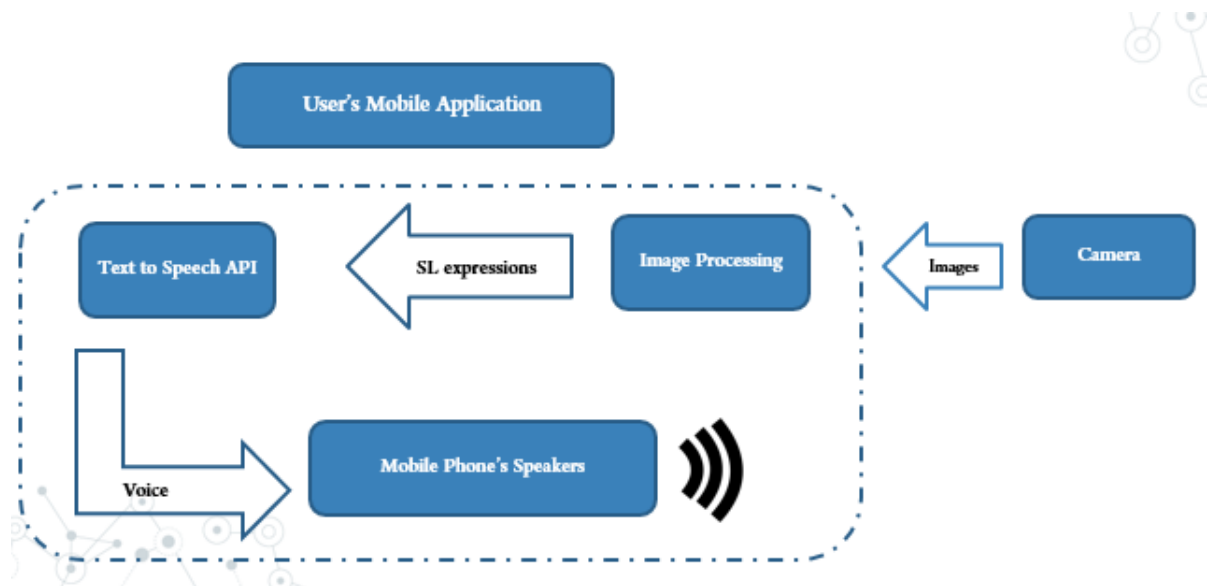 User's Mobile Application
Text to Speech API
SL expressions
Image Processing
Images
Camera
Mobile Phone's Speakers
Voice